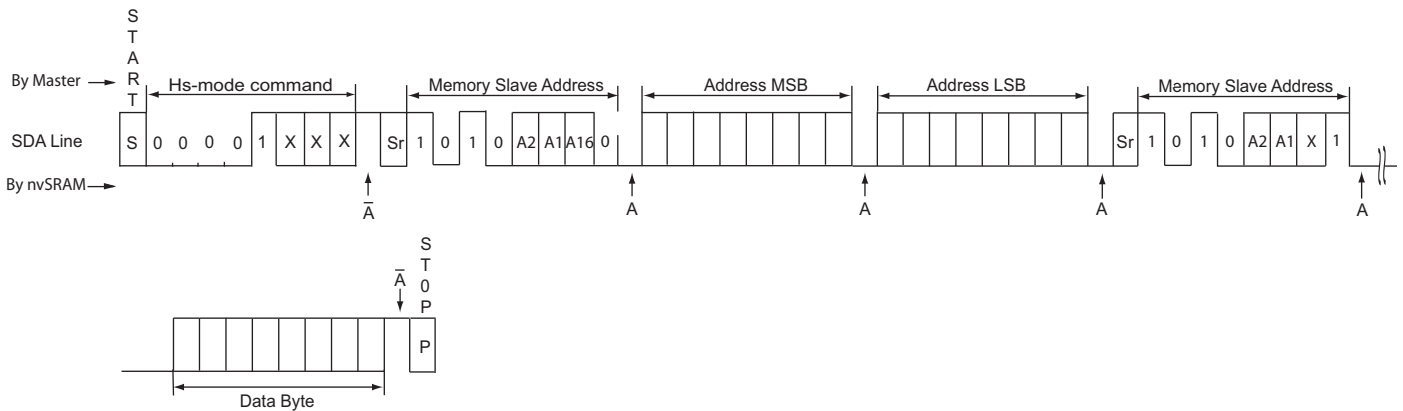 START
By Master
Hs-mode command
Memory Slave Address
Address MSB
Address LSB
Memory Slave Address
SDA Line
S 0 0 0 0 1 X X X Sr 1 0 1 0 A2 A1 A16 0 Sr 1 0 1 0 A2 A1 X 1
By nvSRAM
A̅ A A A A
ST0P
A̅
P
Data Byte